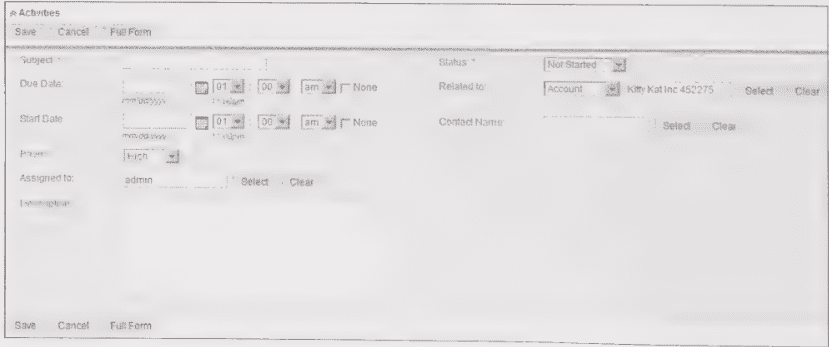 Activities
Save Cancel Full Form
Subject * Status *
Not Started
Due Date: 01 : 00 am None Related to: Account Kitty Kat Inc 452275 Select Clear
Start Date 01 : 00 am None Contact Name: Select Clear
High
Assigned to: admin Select Clear
Description:
Save Cancel Full Form